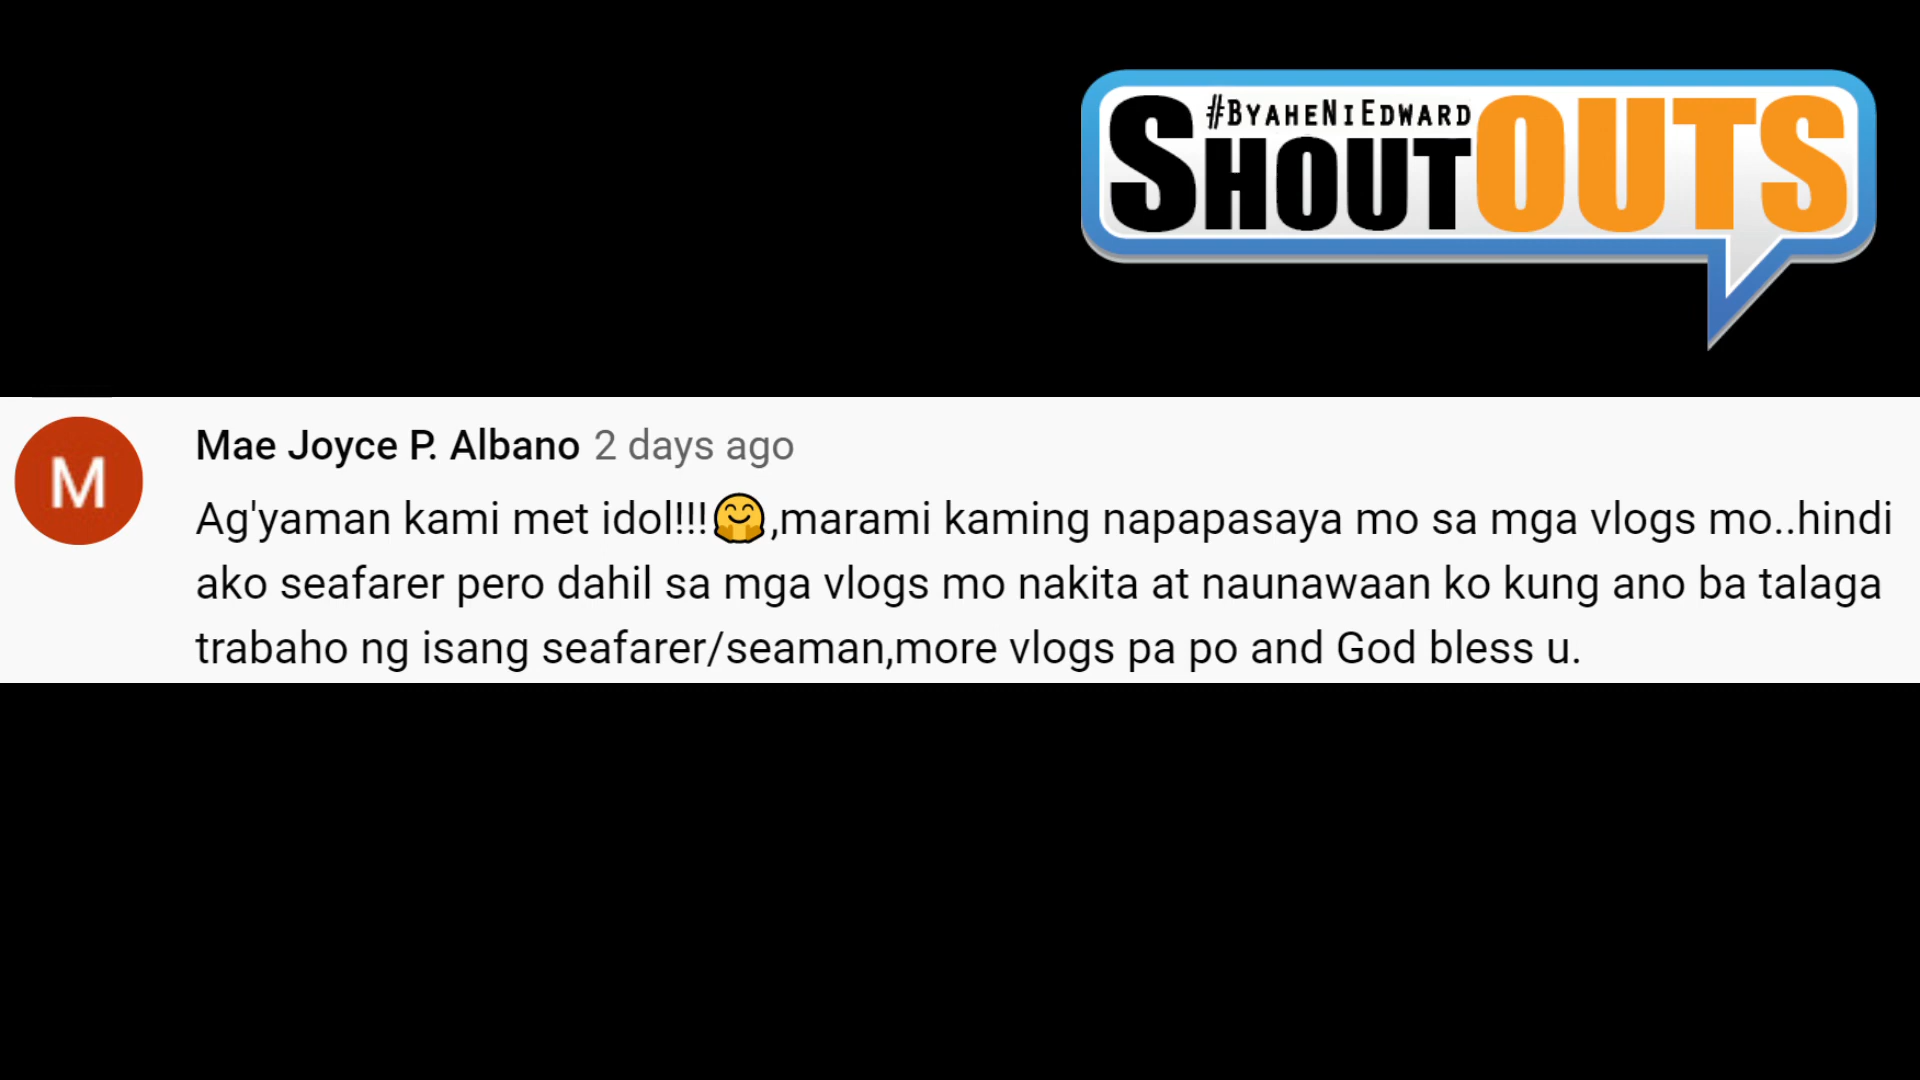 #ByaheNiEdward
ShoutOUTS
M
Mae Joyce P. Albano 2 days ago
Ag'yaman kami met idol!!!🤗,marami kaming napapasaya mo sa mga vlogs mo..hindi
ako seafarer pero dahil sa mga vlogs mo nakita at naunawaan ko kung ano ba talaga
trabaho ng isang seafarer/seaman,more vlogs pa po and God bless u.